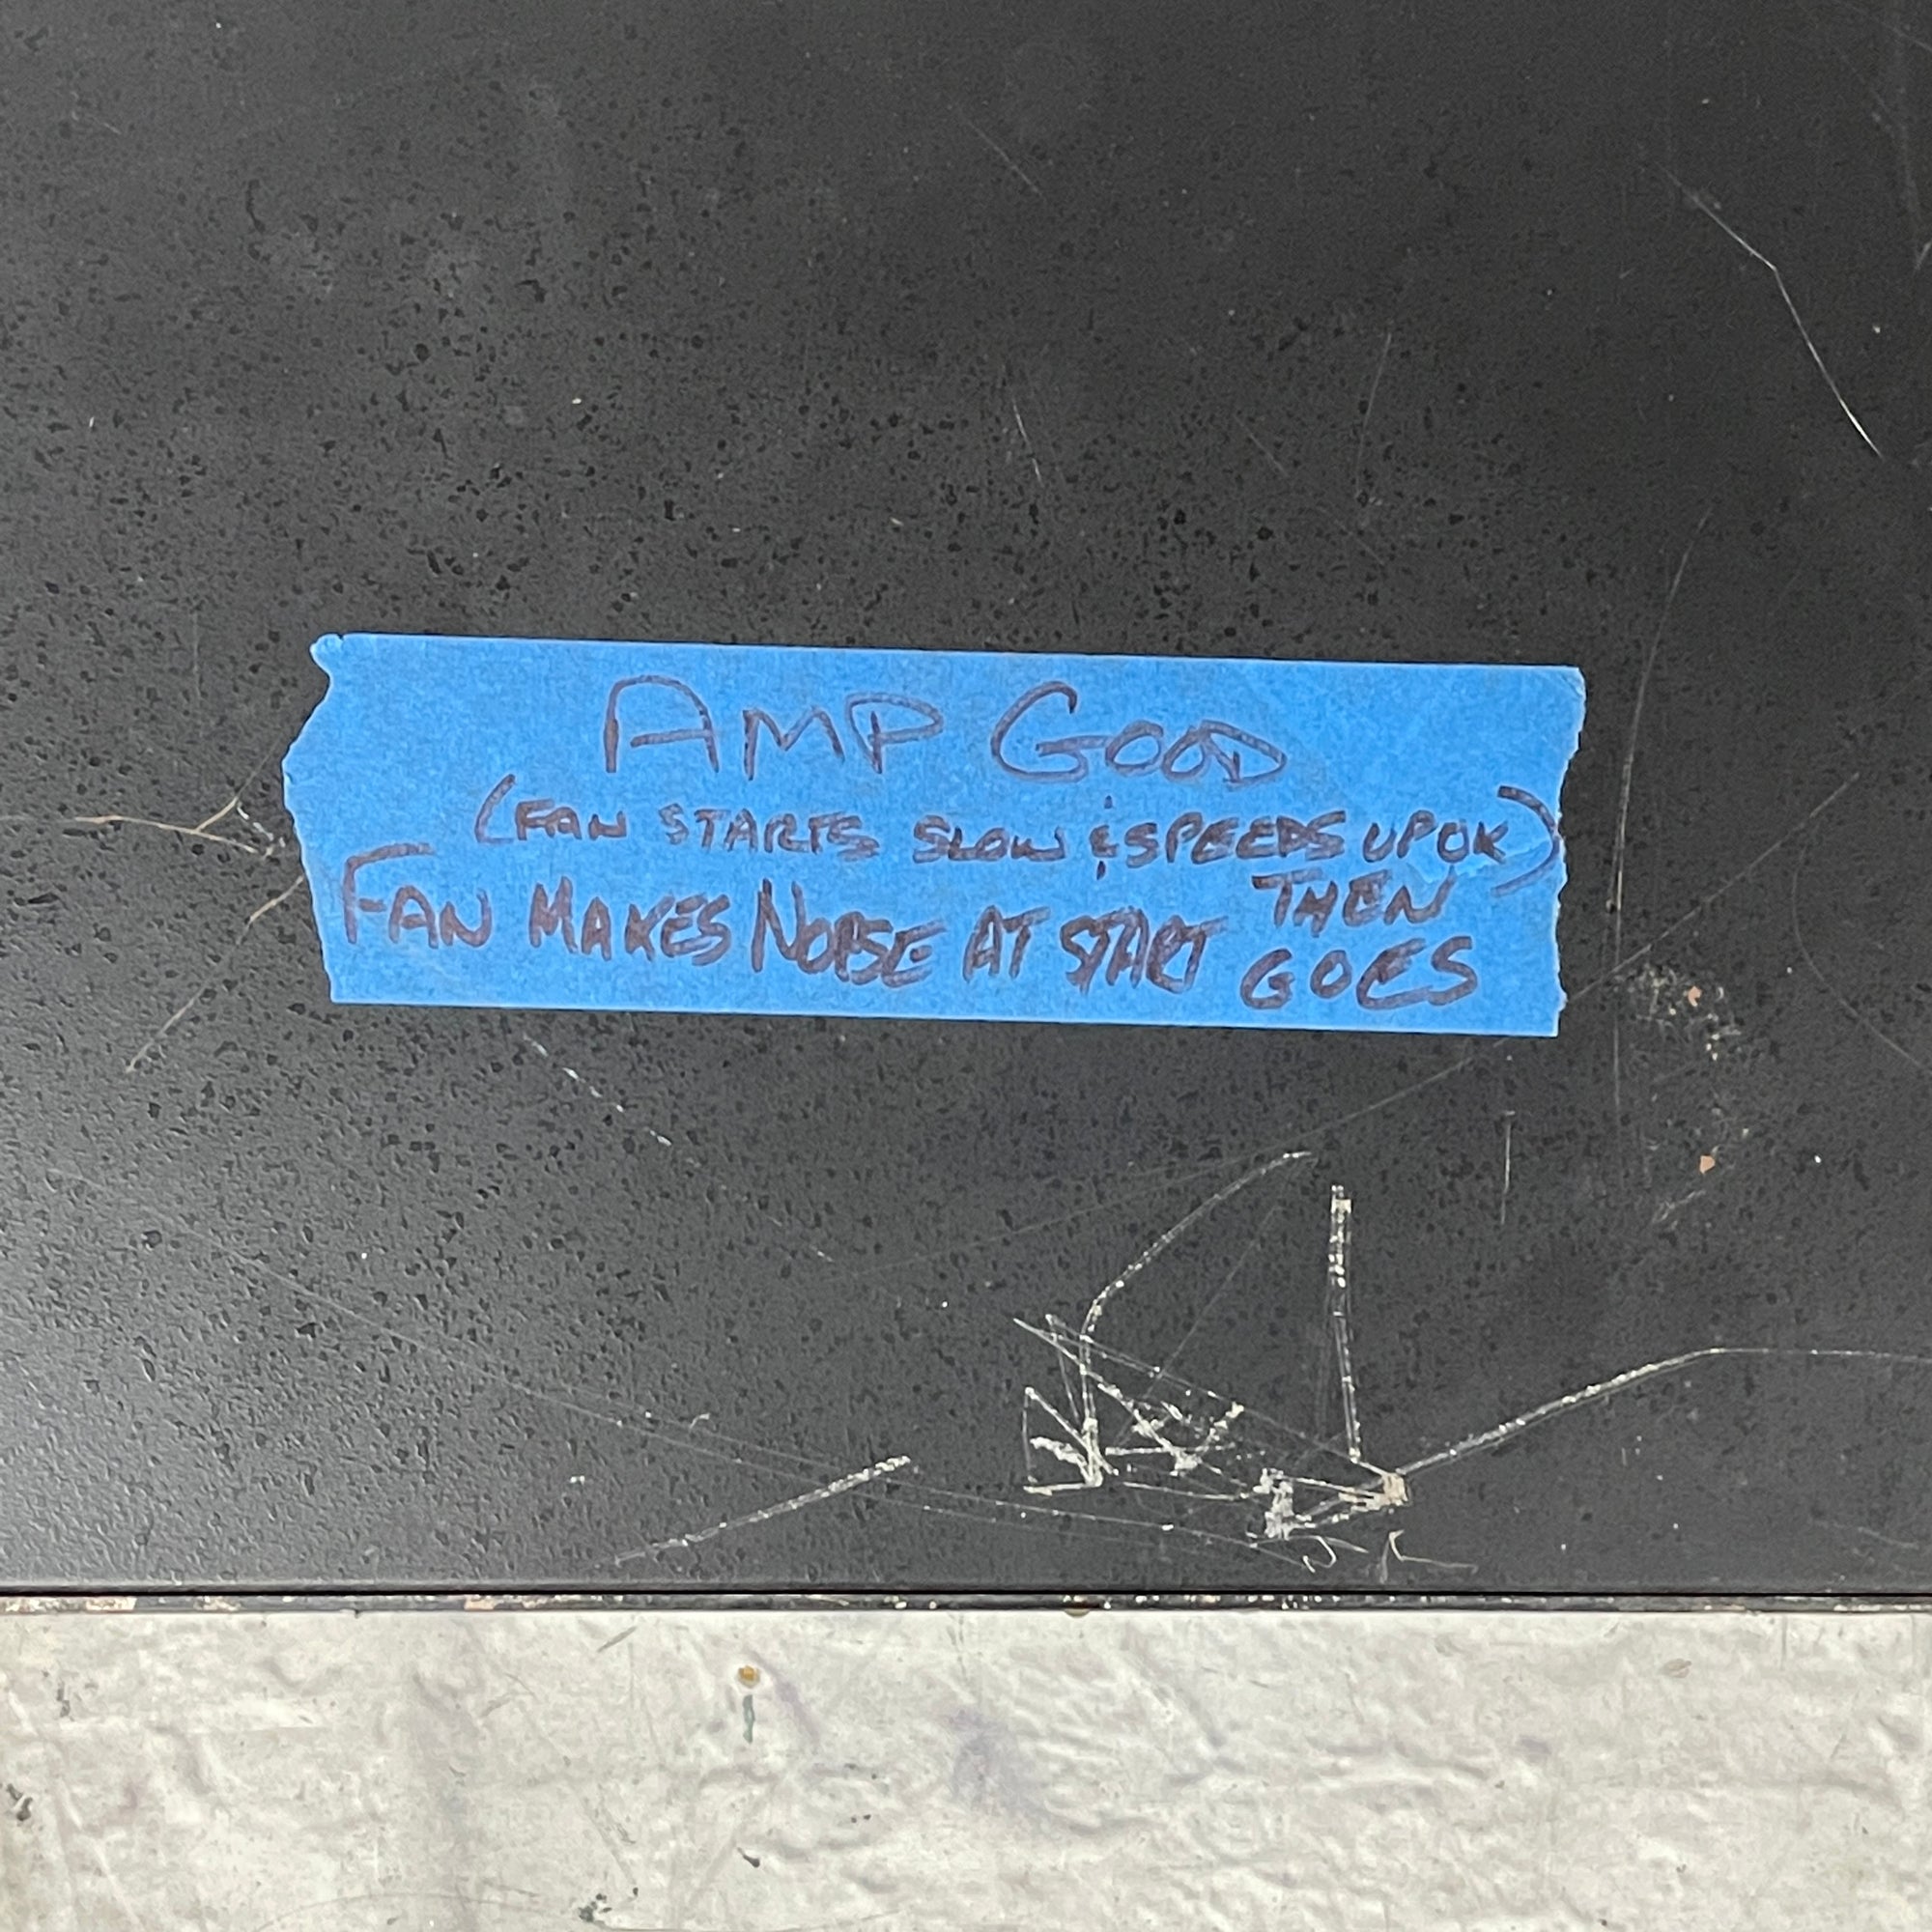 AMP GOOD
(FAN STARTS SLOW & SPEEDS UP OK)
FAN MAKES NOISE AT START THEN
GOES